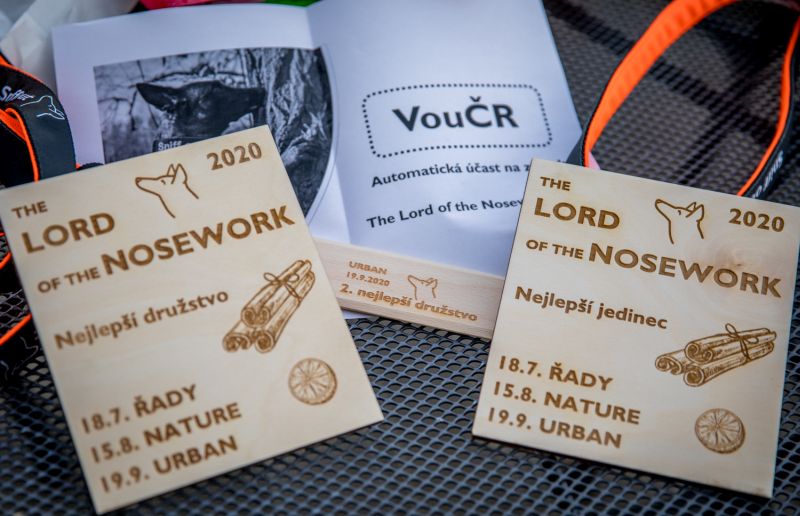 Sniff
Sniff
VouČR
Automatická účast na
The Lord of the
THE
LORD
OF THE NOSEWORK
2020
Nejlepší družstvo
18.7. ŘADY
15.8. NATURE
19.9. URBAN
URBAN
19.9.2020
2. nejlepší družstvo
THE
LORD
OF THE NOSEWORK
2020
Nejlepší jedinec
18.7. ŘADY
15.8. NATURE
19.9. URBAN